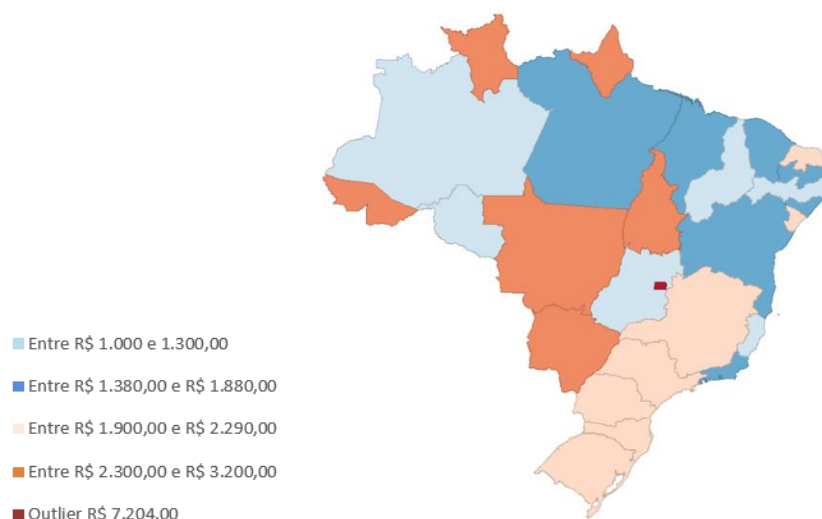 Entre R$ 1.000 e 1.300,00
Entre R$ 1.380,00 e R$ 1.880,00
Entre R$ 1.900,00 e R$ 2.290,00
Entre R$ 2.300,00 e R$ 3.200,00
Outlier R$ 7.204,00